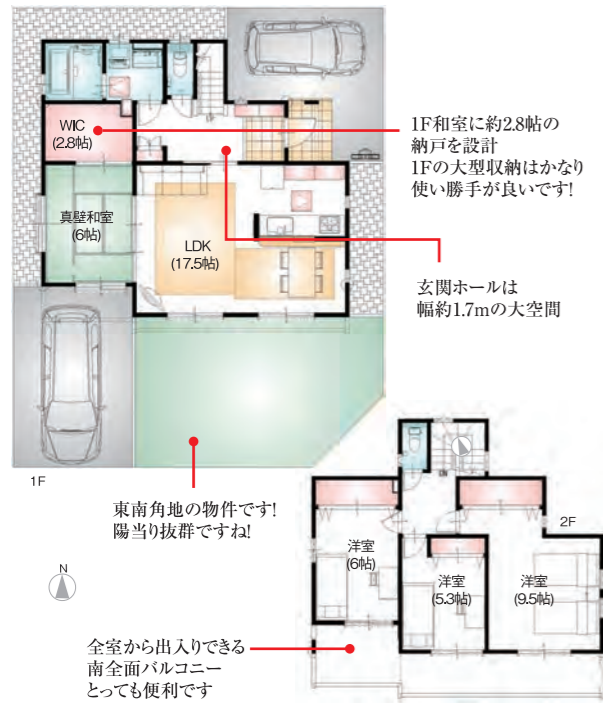 WIC
(2.8帖)
1F和室に約2.8帖の
納戸を設計
1Fの大型収納はかなり
使い勝手が良いです!
真壁和室
(6帖)
LDK
(17.5帖)
玄関ホールは
幅約1.7mの大空間
1F
東南角地の物件です!
陽当り抜群ですね!
2F
洋室
(6帖)
洋室
(5.3帖)
洋室
(9.5帖)
N
全室から出入りできる
南全面バルコニー
とっても便利です